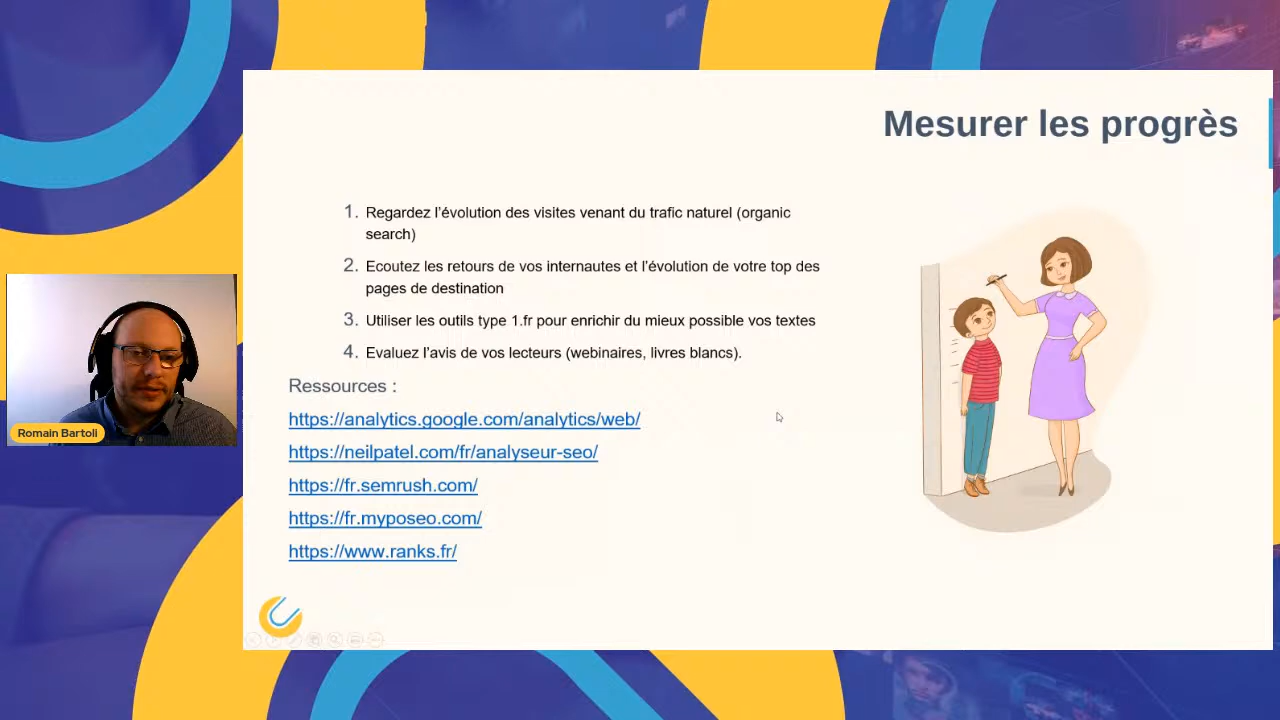 Mesurer les progrès
1. Regardez l’évolution des visites venant du trafic naturel (organic
search)
2. Ecoutez les retours de vos internautes et l’évolution de votre top des
pages de destination
3. Utiliser les outils type 1.fr pour enrichir du mieux possible vos textes
4. Evaluez l’avis de vos lecteurs (webinaires, livres blancs).
Ressources :
https://analytics.google.com/analytics/web/
https://neilpatel.com/fr/analyseur-seo/
https://fr.semrush.com/
https://fr.myposeo.com/
https://www.ranks.fr/
Romain Bartoli